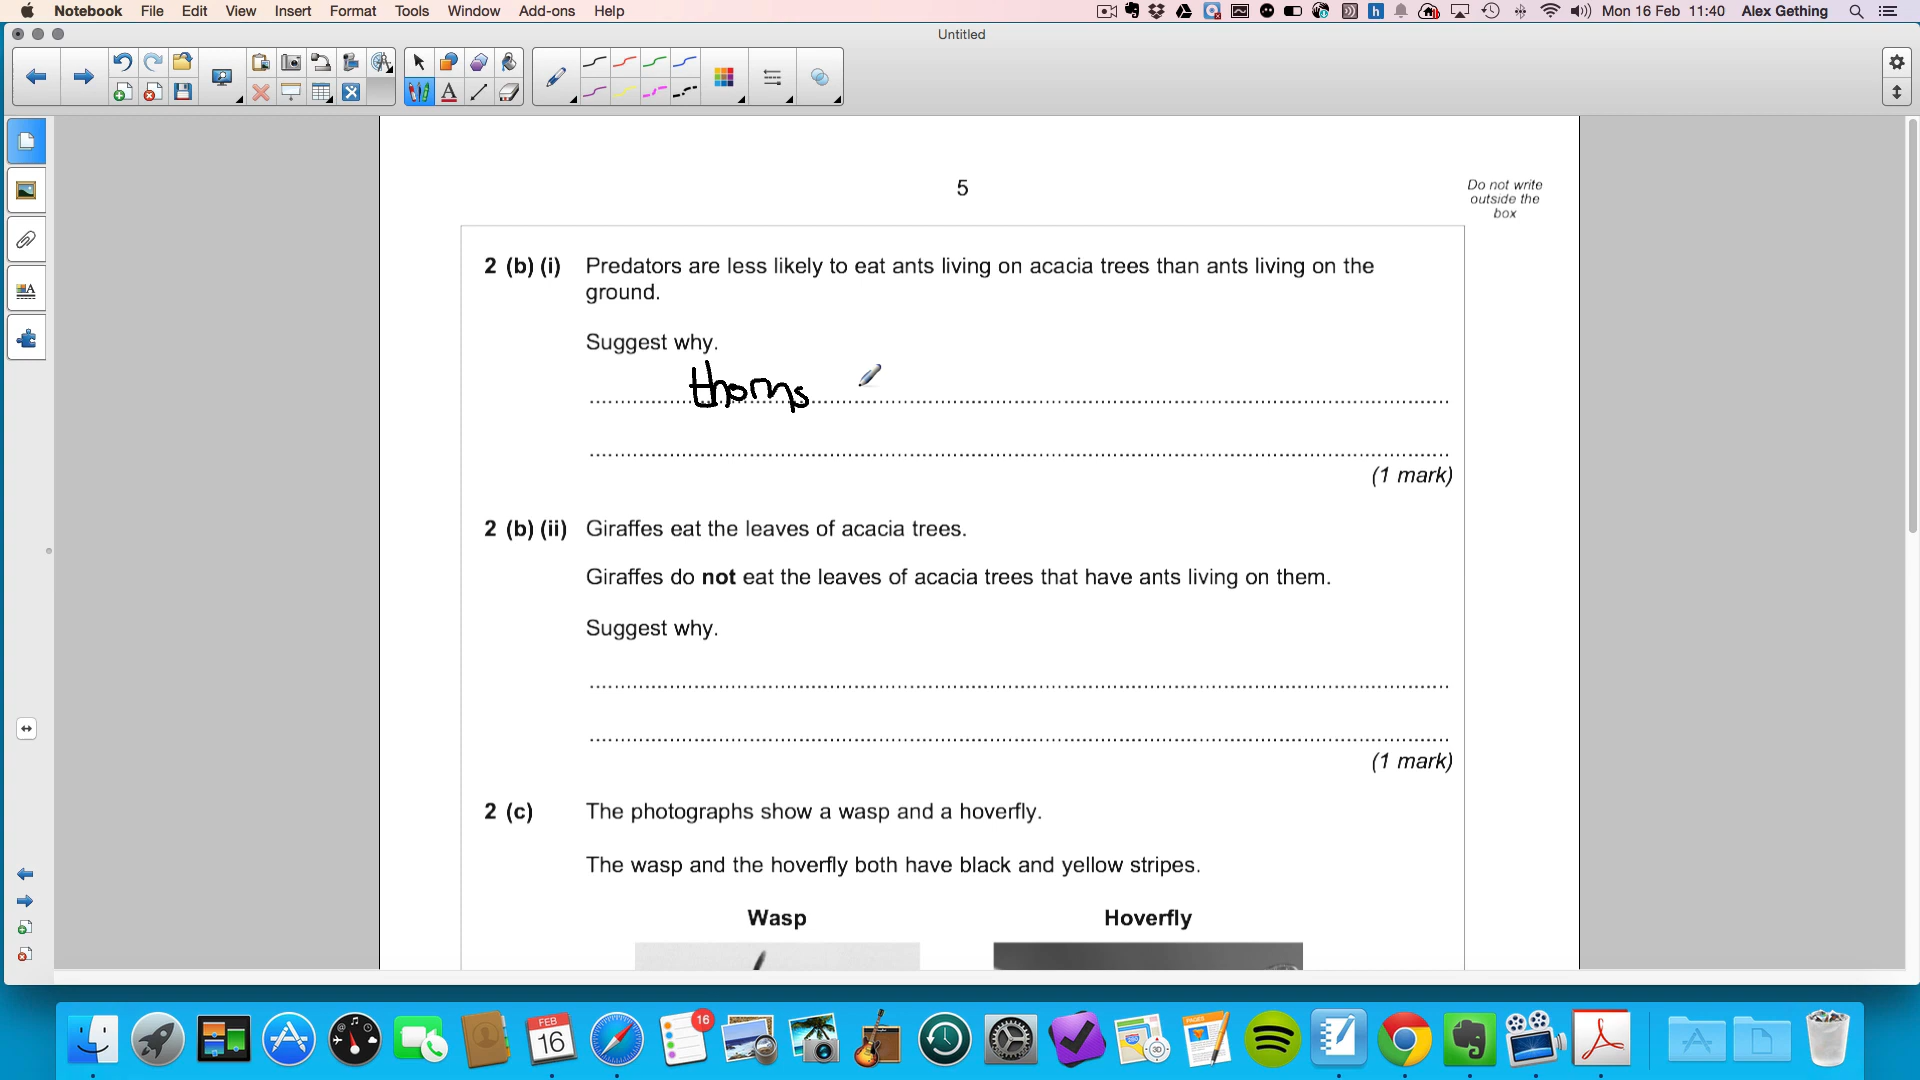 Notebook File Edit View Insert Format Tools Window Add-ons Help Mon 16 Feb 11:40 Alex Gething
Untitled
5
Do not write
outside the
box
2 (b) (i) Predators are less likely to eat ants living on acacia trees than ants living on the
ground.
Suggest why.
thorns
(1 mark)
2 (b) (ii) Giraffes eat the leaves of acacia trees.
Giraffes do not eat the leaves of acacia trees that have ants living on them.
Suggest why.
(1 mark)
2 (c) The photographs show a wasp and a hoverfly.
The wasp and the hoverfly both have black and yellow stripes.
Wasp Hoverfly
FEB
16
16
3D
PAGES